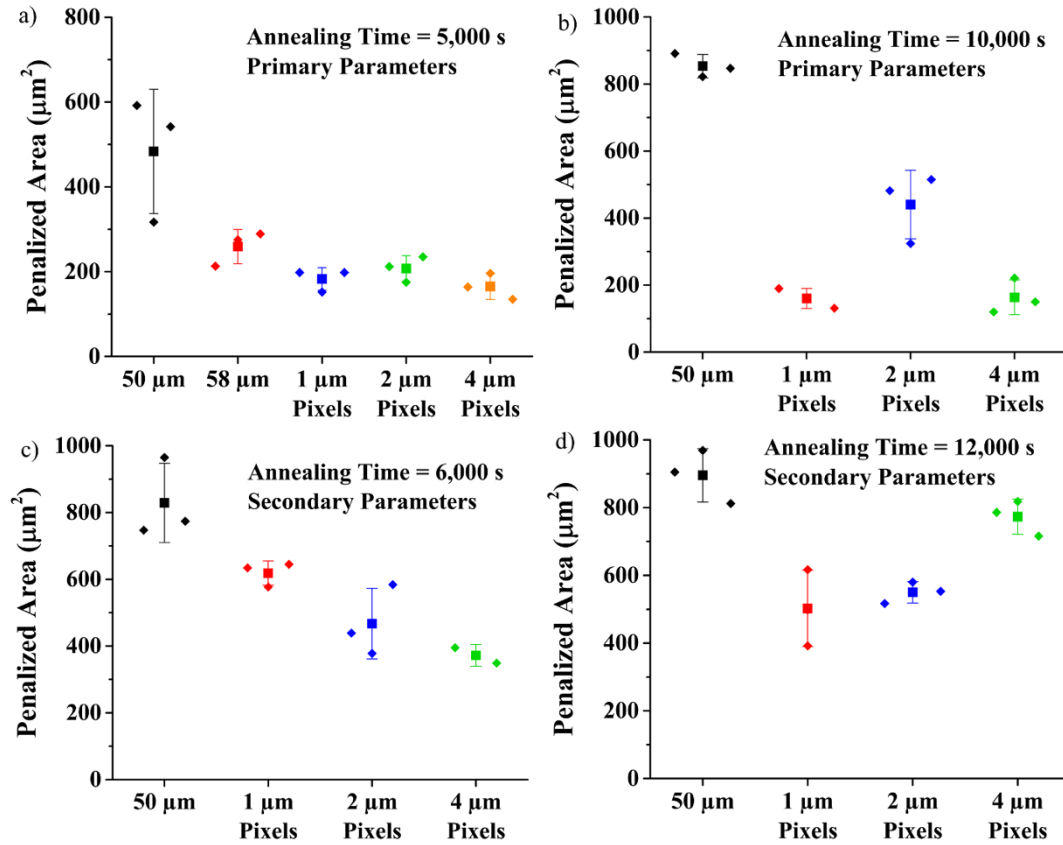 a)
Annealing Time = 5,000 s
Primary Parameters
Penalized Area (µm²)
800
600
400
200
0
50 µm 58 µm 1 µm 2 µm 4 µm
Pixels Pixels Pixels
b)
Annealing Time = 10,000 s
Primary Parameters
Penalized Area (µm²)
1000
800
600
400
200
0
50 µm 1 µm 2 µm 4 µm
Pixels Pixels Pixels
c)
Annealing Time = 6,000 s
Secondary Parameters
Penalized Area (µm²)
1000
800
600
400
200
0
50 µm 1 µm 2 µm 4 µm
Pixels Pixels Pixels
d)
Annealing Time = 12,000 s
Secondary Parameters
Penalized Area (µm²)
1000
800
600
400
200
0
50 µm 1 µm 2 µm 4 µm
Pixels Pixels Pixels